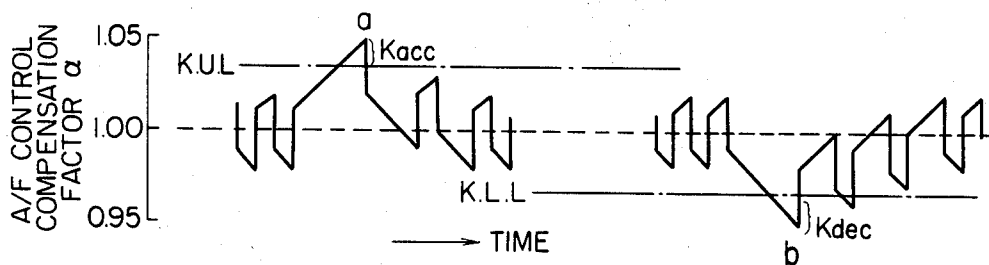 A/F CONTROL
COMPENSATION
FACTOR α
1.05
1.00
0.95
K.U.L
a
Kacc
K.L.L
Kdec
b
TIME